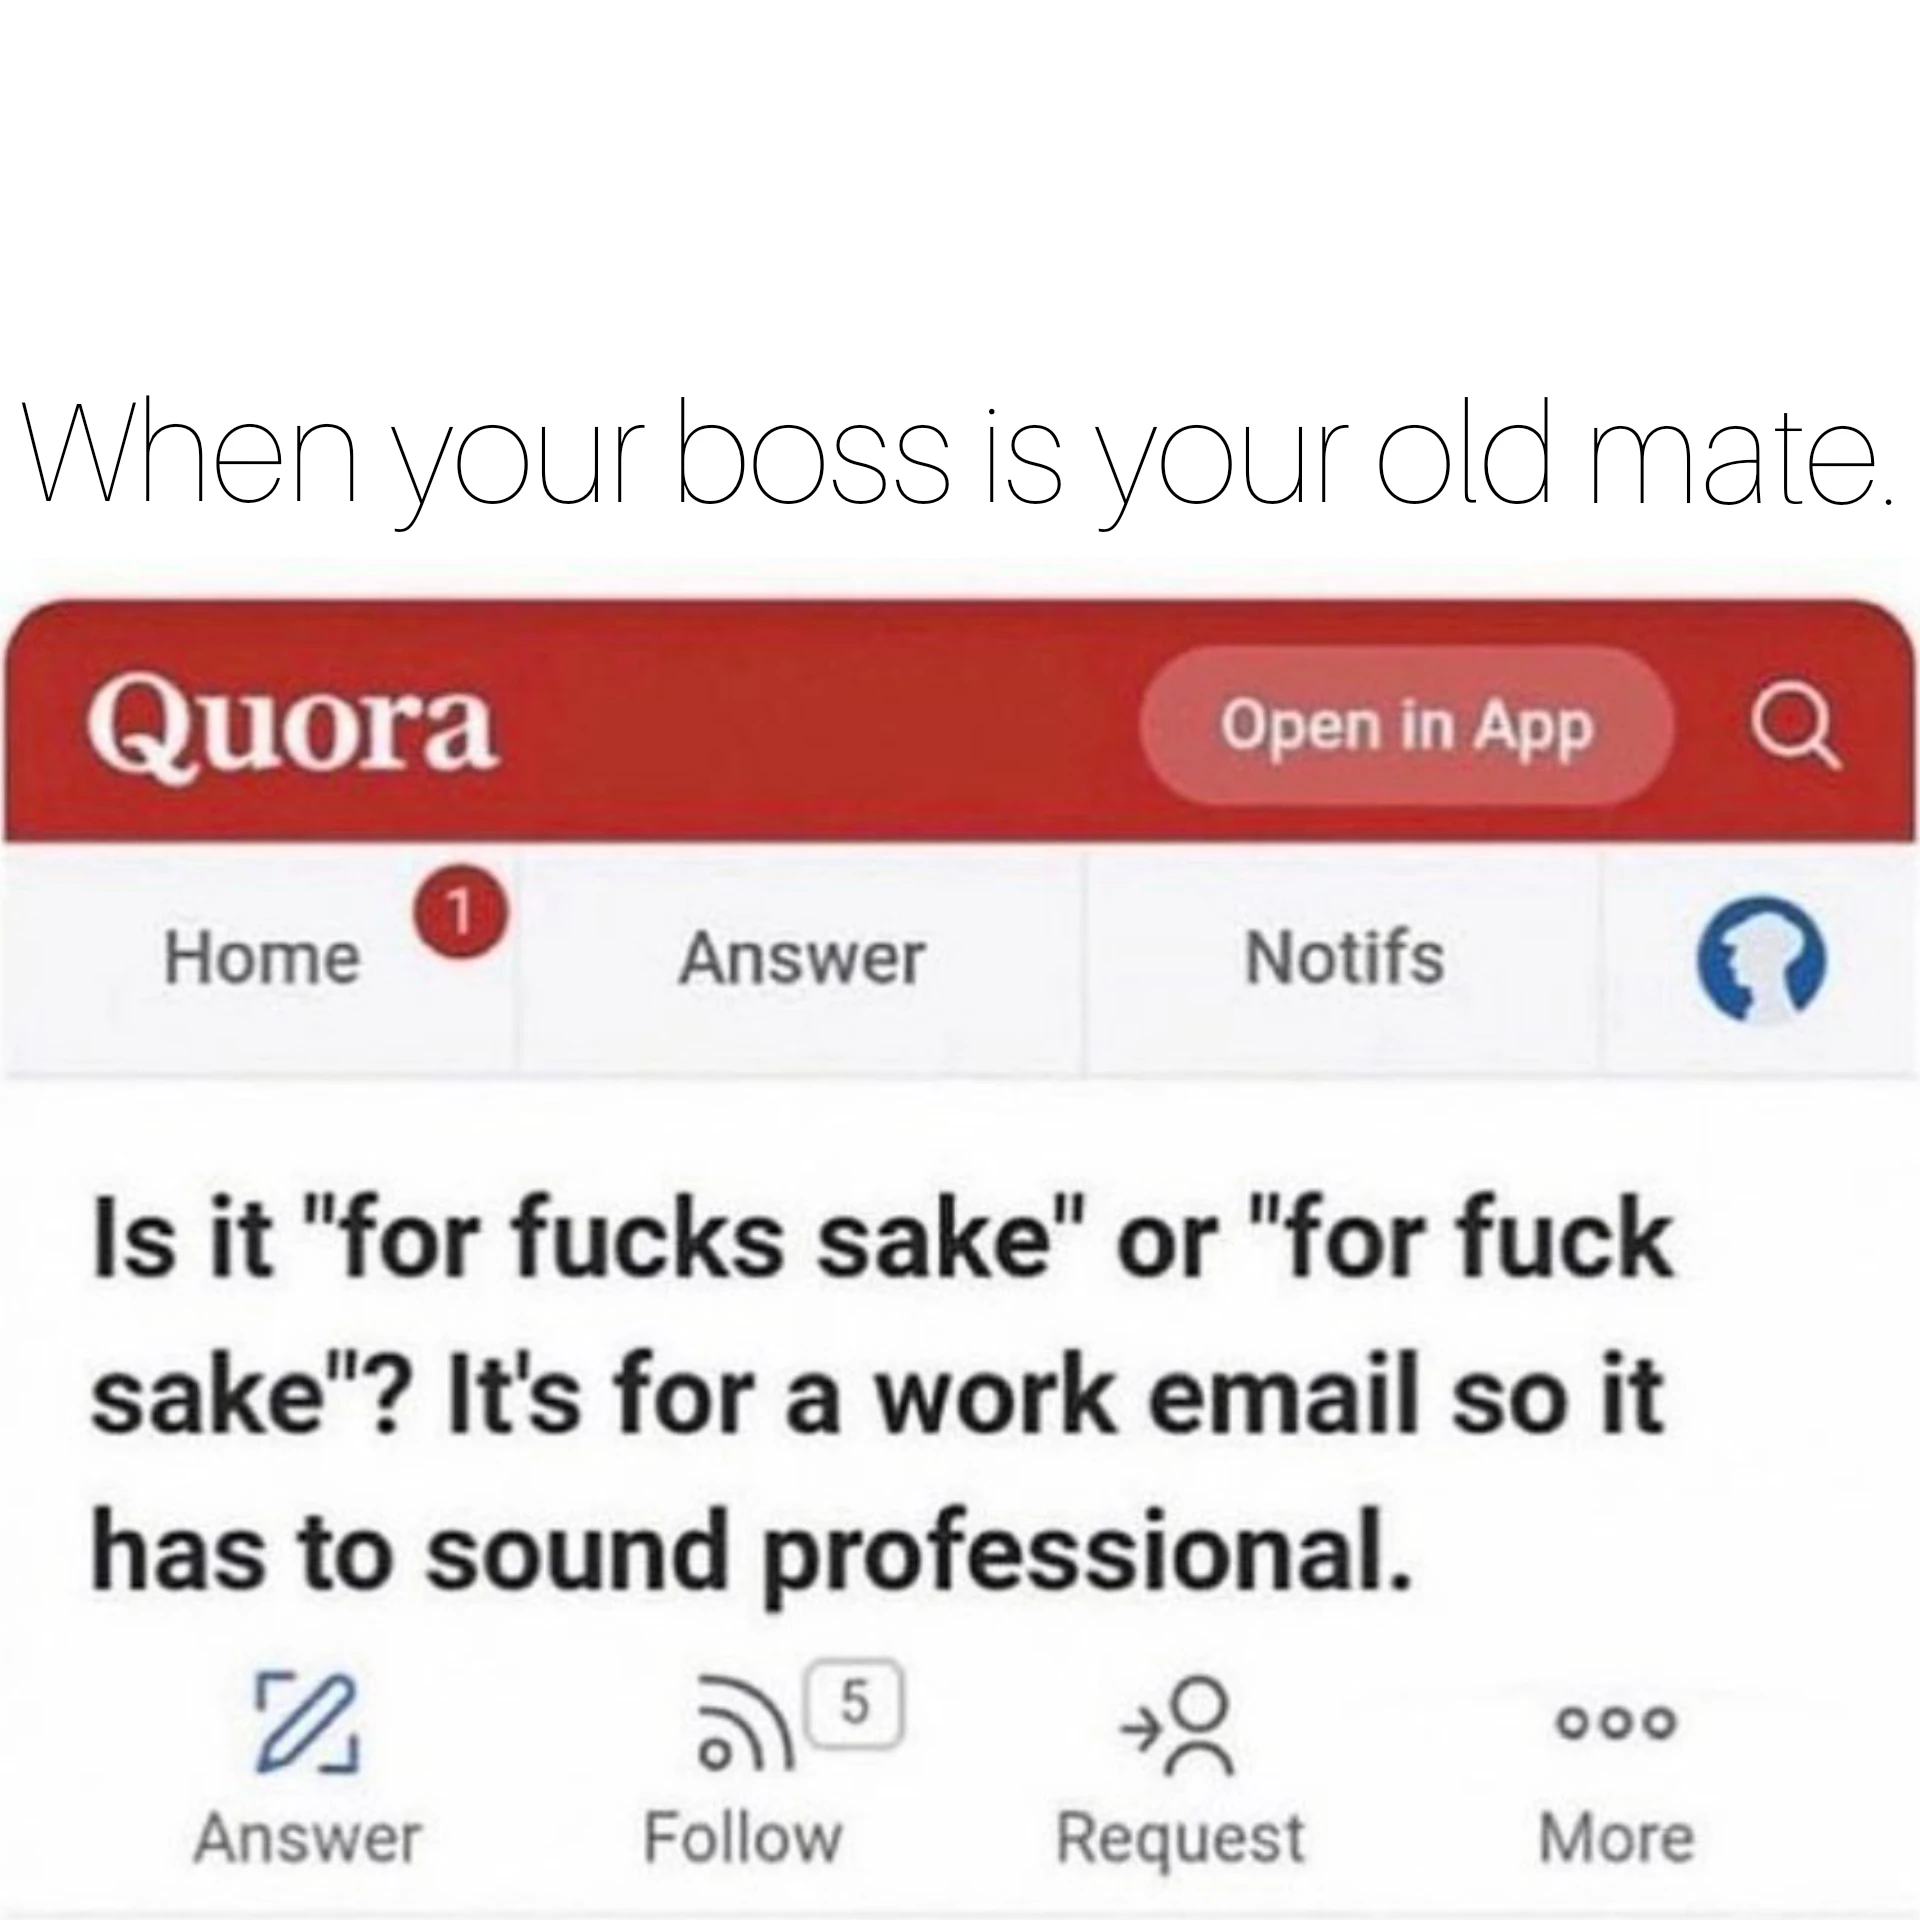 When your boss is your old mate.
Quora
Open in App
Home
1
Answer
Notifs
Is it "for fucks sake" or "for fuck
sake"? It's for a work email so it
has to sound professional.
5
Answer
Follow
Request
More